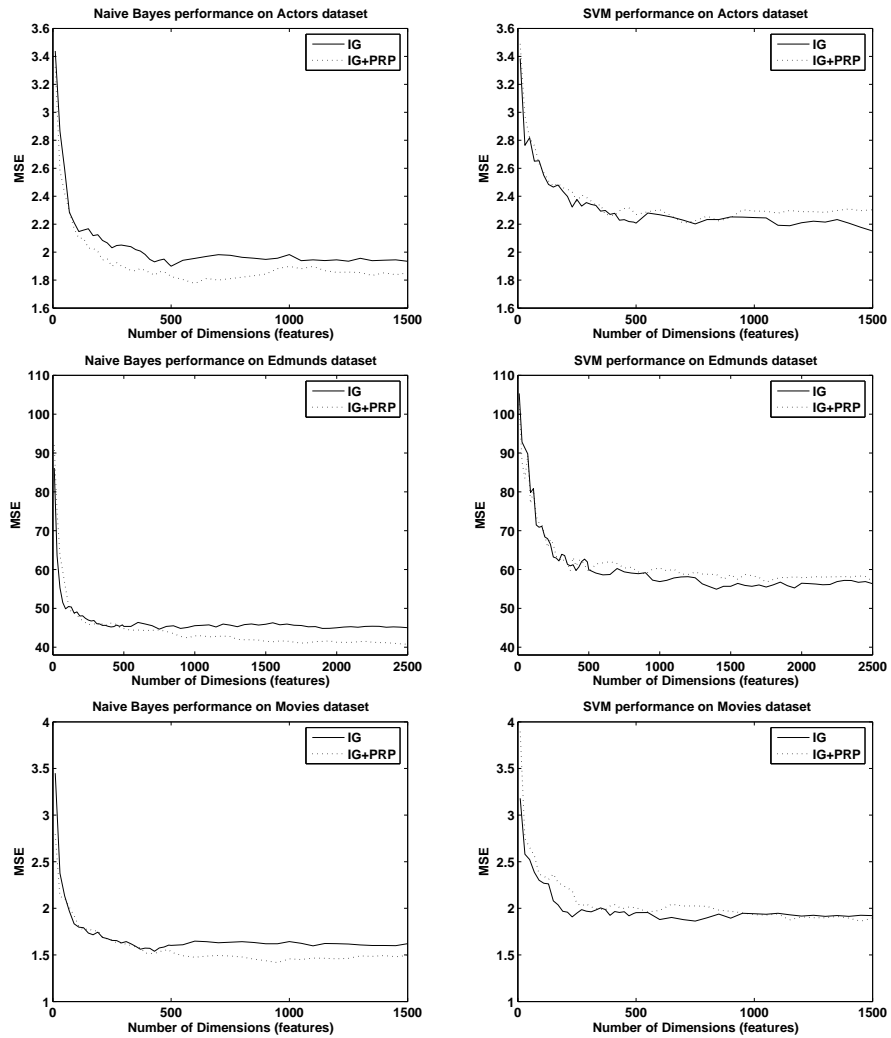 Naive Bayes performance on Actors dataset
3.6
3.4
3.2
3
2.8
2.6
2.4
2.2
2
1.8
1.6
MSE
IG
IG+PRP
0 500 1000 1500
Number of Dimensions (features)
SVM performance on Actors dataset
3.6
3.4
3.2
3
2.8
2.6
2.4
2.2
2
1.8
1.6
MSE
IG
IG+PRP
0 500 1000 1500
Number of Dimensions (features)
Naive Bayes performance on Edmunds dataset
110
100
90
80
70
60
50
40
MSE
IG
IG+PRP
0 500 1000 1500 2000 2500
Number of Dimesions (features)
SVM performance on Edmunds dataset
110
100
90
80
70
60
50
40
MSE
IG
IG+PRP
0 500 1000 1500 2000 2500
Number of Dimensions (features)
Naive Bayes performance on Movies dataset
4
3.5
3
2.5
2
1.5
1
MSE
IG
IG+PRP
0 500 1000 1500
Number of Dimensions (features)
SVM performance on Movies dataset
4
3.5
3
2.5
2
1.5
1
MSE
IG
IG+PRP
0 500 1000 1500
Number of Dimensions (features)